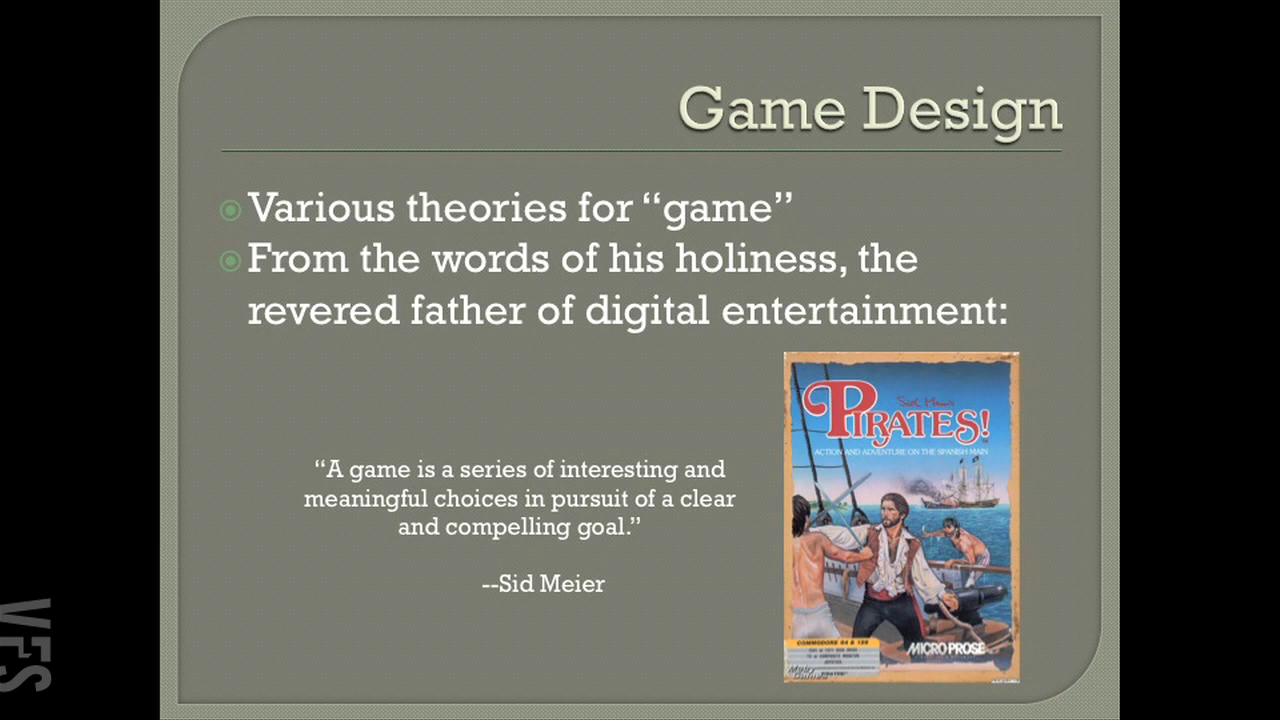 Game Design
Various theories for “game”
From the words of his holiness, the
revered father of digital entertainment:
“A game is a series of interesting and
meaningful choices in pursuit of a clear
and compelling goal.”
--Sid Meier
Sid Meier's
PIRATES!
ACTION AND ADVENTURE ON THE SPANISH MAIN
COMMODORE 64 & 128
MICROPROSE
VFS